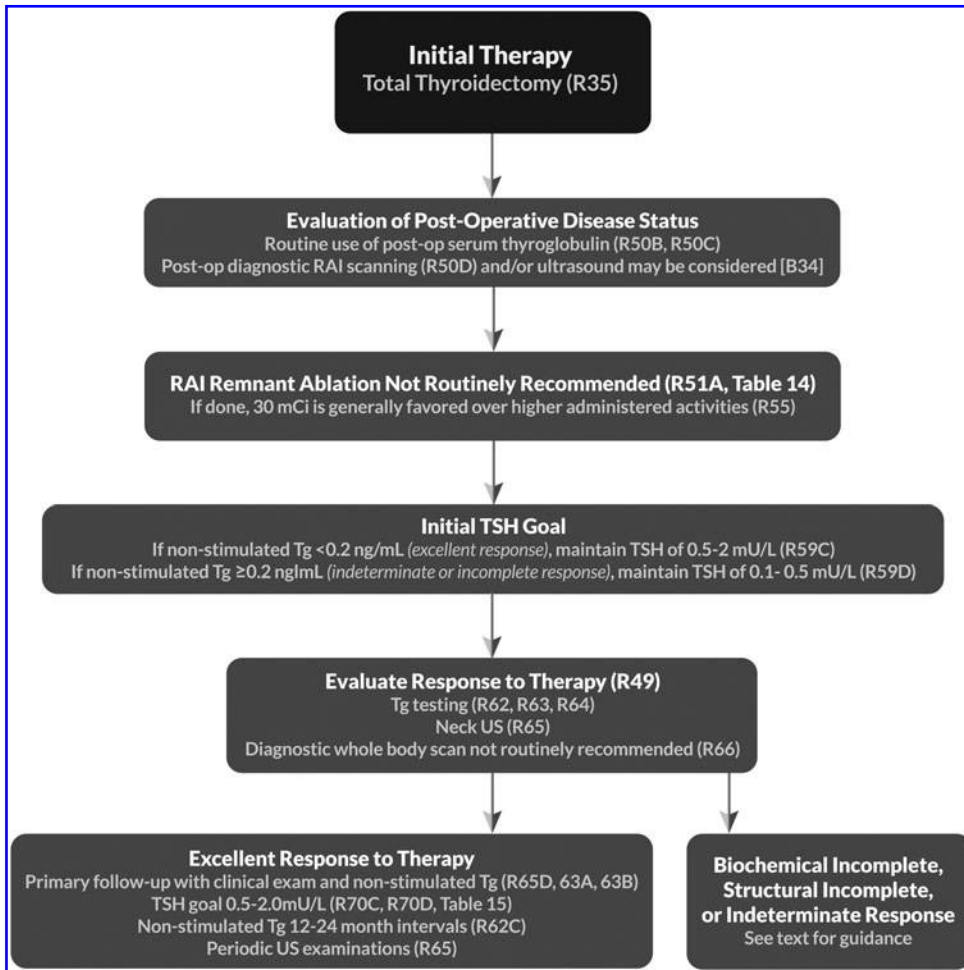 Initial Therapy
Total Thyroidectomy (R35)
Evaluation of Post-Operative Disease Status
Routine use of post-op serum thyroglobulin (R50B, R50C)
Post-op diagnostic RAI scanning (R50D) and/or ultrasound may be considered [B34]
RAI Remnant Ablation Not Routinely Recommended (R51A, Table 14)
If done, 30 mCi is generally favored over higher administered activities (R55)
Initial TSH Goal
If non-stimulated Tg <0.2 ng/mL (excellent response), maintain TSH of 0.5-2 mU/L (R59C)
If non-stimulated Tg ≥0.2 nglmL (indeterminate or incomplete response), maintain TSH of 0.1- 0.5 mU/L (R59D)
Evaluate Response to Therapy (R49)
Tg testing (R62, R63, R64)
Neck US (R65)
Diagnostic whole body scan not routinely recommended (R66)
Excellent Response to Therapy
Primary follow-up with clinical exam and non-stimulated Tg (R65D, 63A, 63B)
TSH goal 0.5-2.0mU/L (R70C, R70D, Table 15)
Non-stimulated Tg 12-24 month intervals (R62C)
Periodic US examinations (R65)
Biochemical Incomplete,
Structural Incomplete,
or Indeterminate Response
See text for guidance